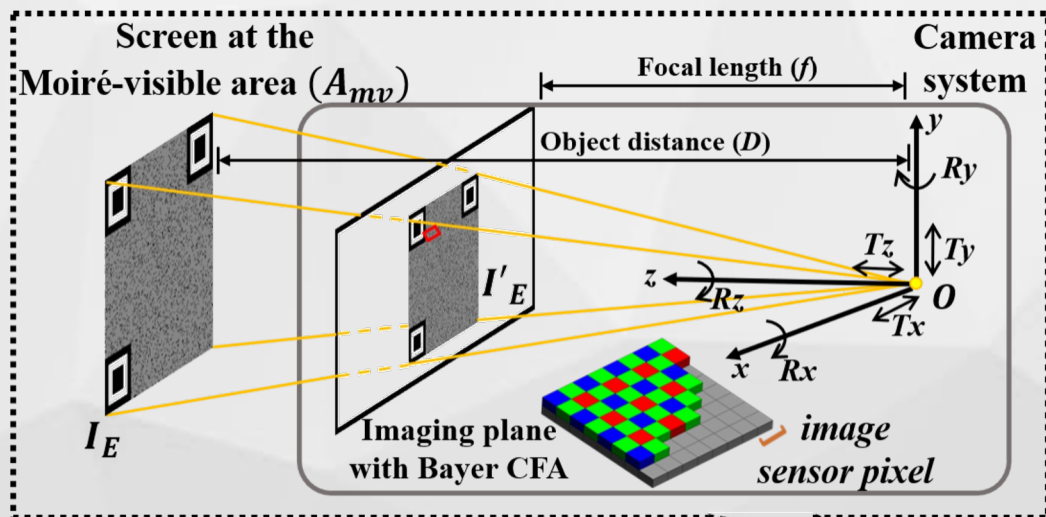 Screen at the
Moiré-visible area (A_mv)
Camera
system
Focal length (f)
Object distance (D)
y
Ry
Ty
Tz
z
Rz
O
Tx
x
Rx
I'_E
I_E
Imaging plane
with Bayer CFA
image
sensor pixel